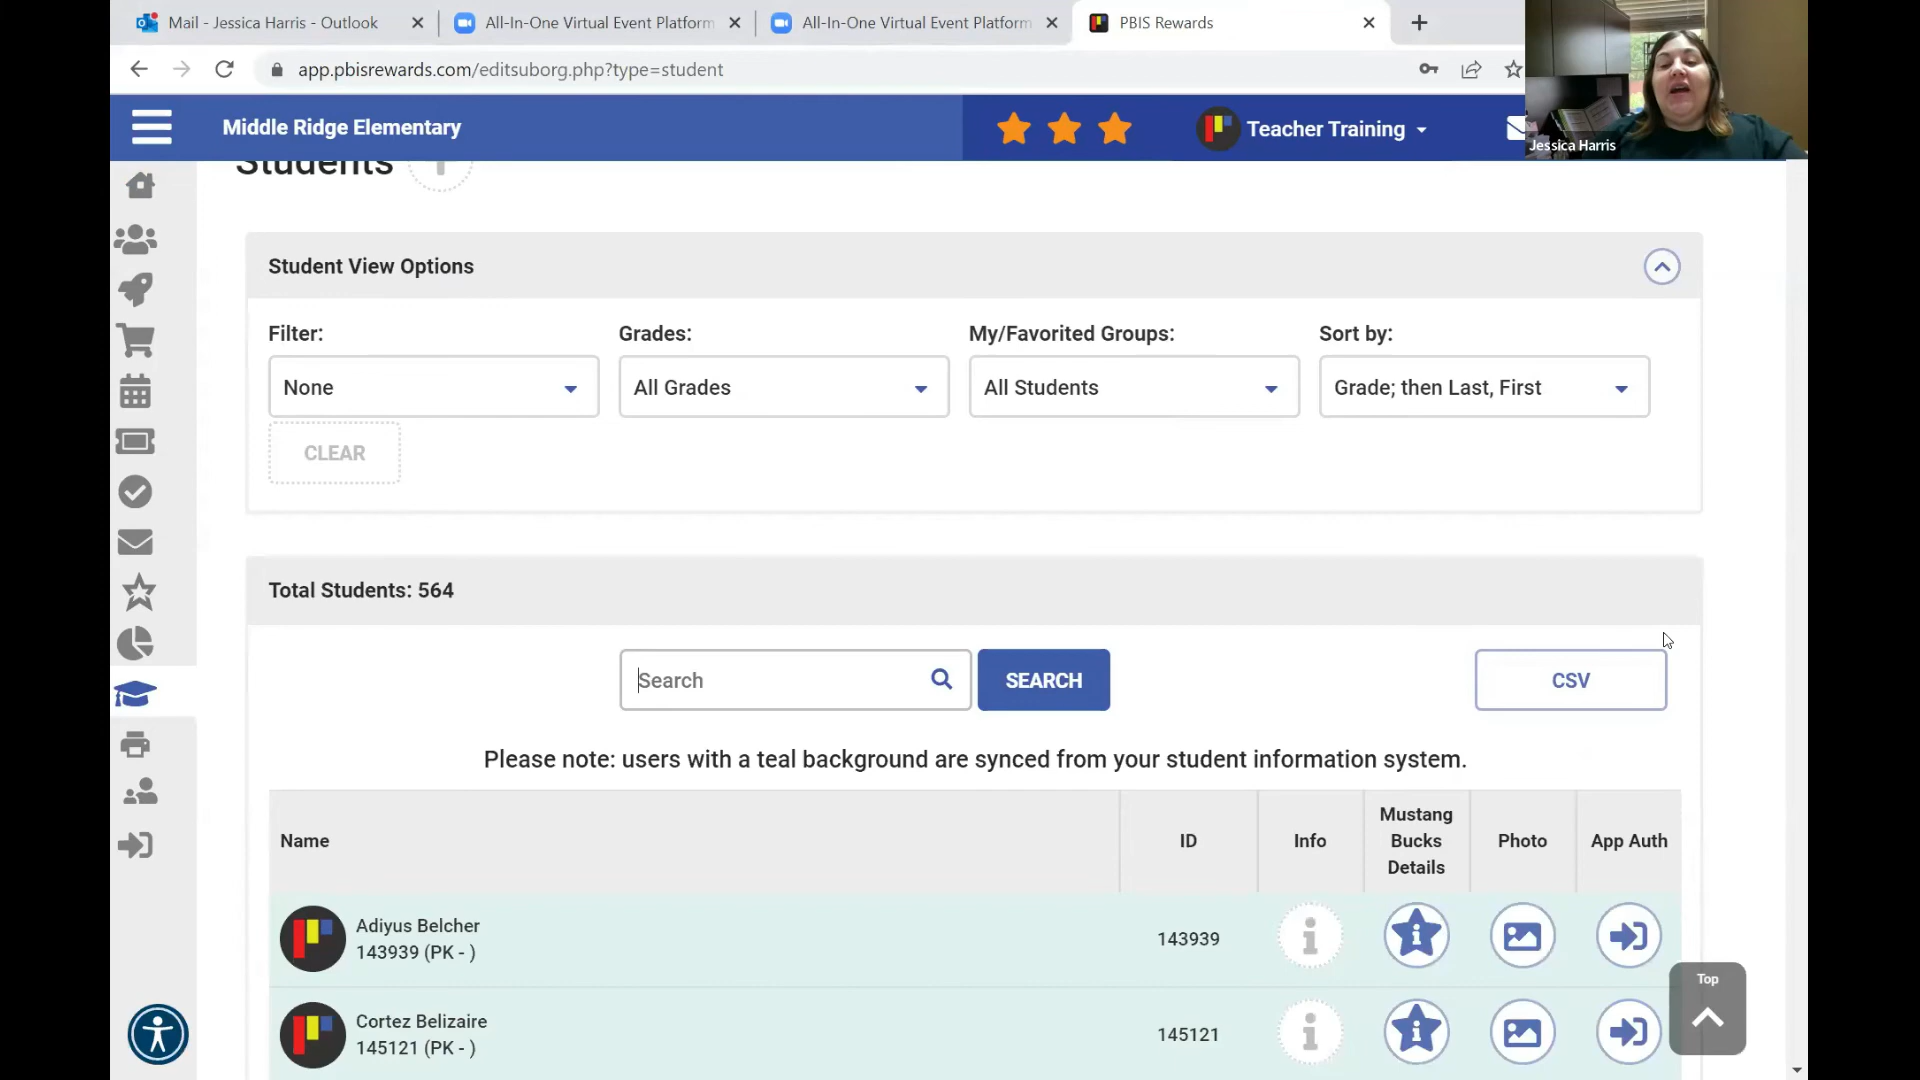 Mail - Jessica Harris - Outlook
All-In-One Virtual Event Platform
All-In-One Virtual Event Platform
PBIS Rewards
app.pbisrewards.com/editsuborg.php?type=student
Middle Ridge Elementary
Teacher Training
Jessica Harris
Students
Student View Options
Filter:
Grades:
My/Favorited Groups:
Sort by:
None
All Grades
All Students
Grade; then Last, First
CLEAR
Total Students: 564
Search
SEARCH
CSV
Please note: users with a teal background are synced from your student information system.
Name
ID
Info
Mustang
Bucks
Details
Photo
App Auth
Adiyus Belcher
143939 (PK - )
143939
Cortez Belizaire
145121 (PK - )
145121
Top